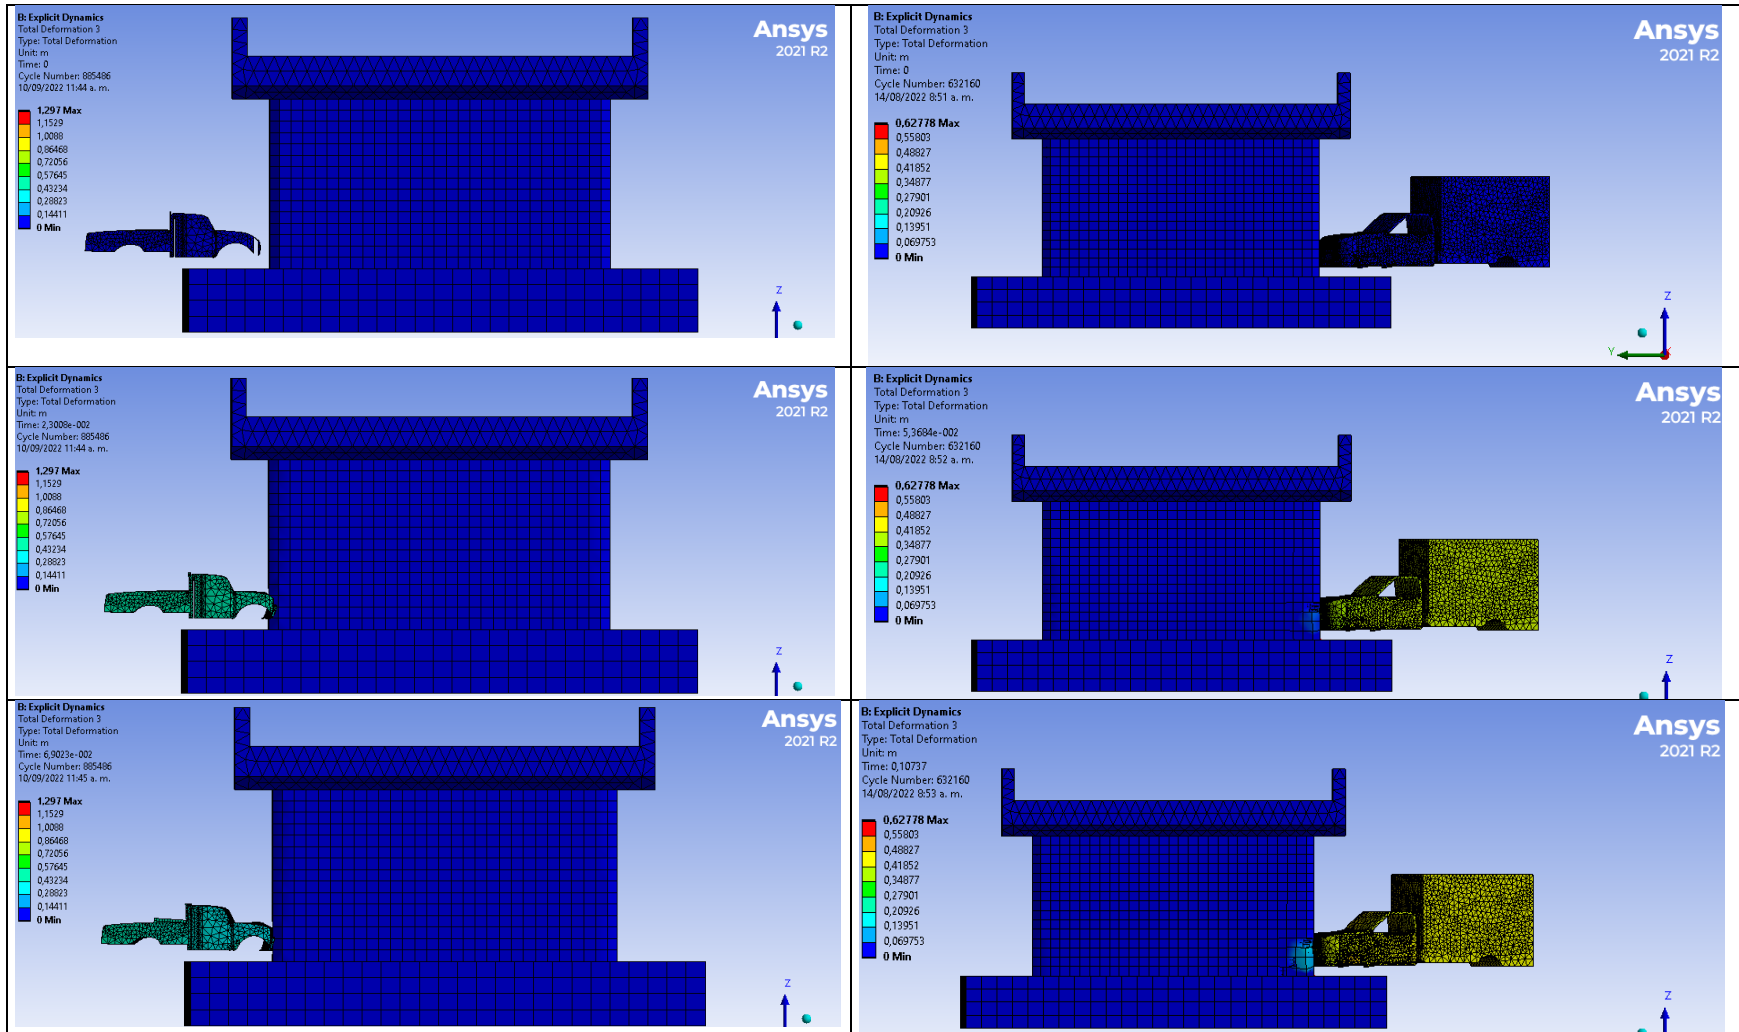 B: Explicit Dynamics
Total Deformation 3
Type: Total Deformation
Unit: m
Time: 0
Cycle Number: 885486
10/09/2022 11:44 a. m.
1,297 Max
1,1529
1,0088
0,86468
0,72056
0,57645
0,43234
0,28823
0,14411
0 Min
Ansys
2021 R2
Z
B: Explicit Dynamics
Total Deformation 3
Type: Total Deformation
Unit: m
Time: 0
Cycle Number: 632160
14/08/2022 8:51 a. m.
0,62778 Max
0,55803
0,48827
0,41852
0,34877
0,27901
0,20926
0,13951
0,069753
0 Min
Ansys
2021 R2
Z
Y
X
B: Explicit Dynamics
Total Deformation 3
Type: Total Deformation
Unit: m
Time: 2,3008e-002
Cycle Number: 885486
10/09/2022 11:44 a. m.
1,297 Max
1,1529
1,0088
0,86468
0,72056
0,57645
0,43234
0,28823
0,14411
0 Min
Ansys
2021 R2
Z
B: Explicit Dynamics
Total Deformation 3
Type: Total Deformation
Unit: m
Time: 5,3684e-002
Cycle Number: 632160
14/08/2022 8:52 a. m.
0,62778 Max
0,55803
0,48827
0,41852
0,34877
0,27901
0,20926
0,13951
0,069753
0 Min
Ansys
2021 R2
Z
B: Explicit Dynamics
Total Deformation 3
Type: Total Deformation
Unit: m
Time: 6,9023e-002
Cycle Number: 885486
10/09/2022 11:45 a. m.
1,297 Max
1,1529
1,0088
0,86468
0,72056
0,57645
0,43234
0,28823
0,14411
0 Min
Ansys
2021 R2
Z
B: Explicit Dynamics
Total Deformation 3
Type: Total Deformation
Unit: m
Time: 0,10737
Cycle Number: 632160
14/08/2022 8:53 a. m.
0,62778 Max
0,55803
0,48827
0,41852
0,34877
0,27901
0,20926
0,13951
0,069753
0 Min
Ansys
2021 R2
Z